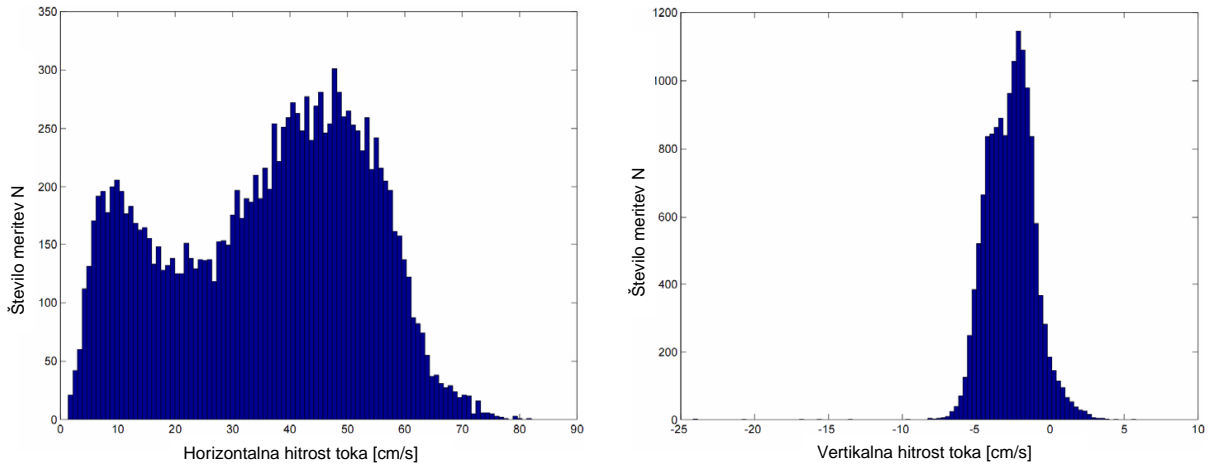 350
300
250
200
150
100
50
0
Število meritev N
0 10 20 30 40 50 60 70 80 90
Horizontalna hitrost toka [cm/s]
1200
1000
800
600
400
200
0
Število meritev N
-25 -20 -15 -10 -5 0 5 10
Vertikalna hitrost toka [cm/s]